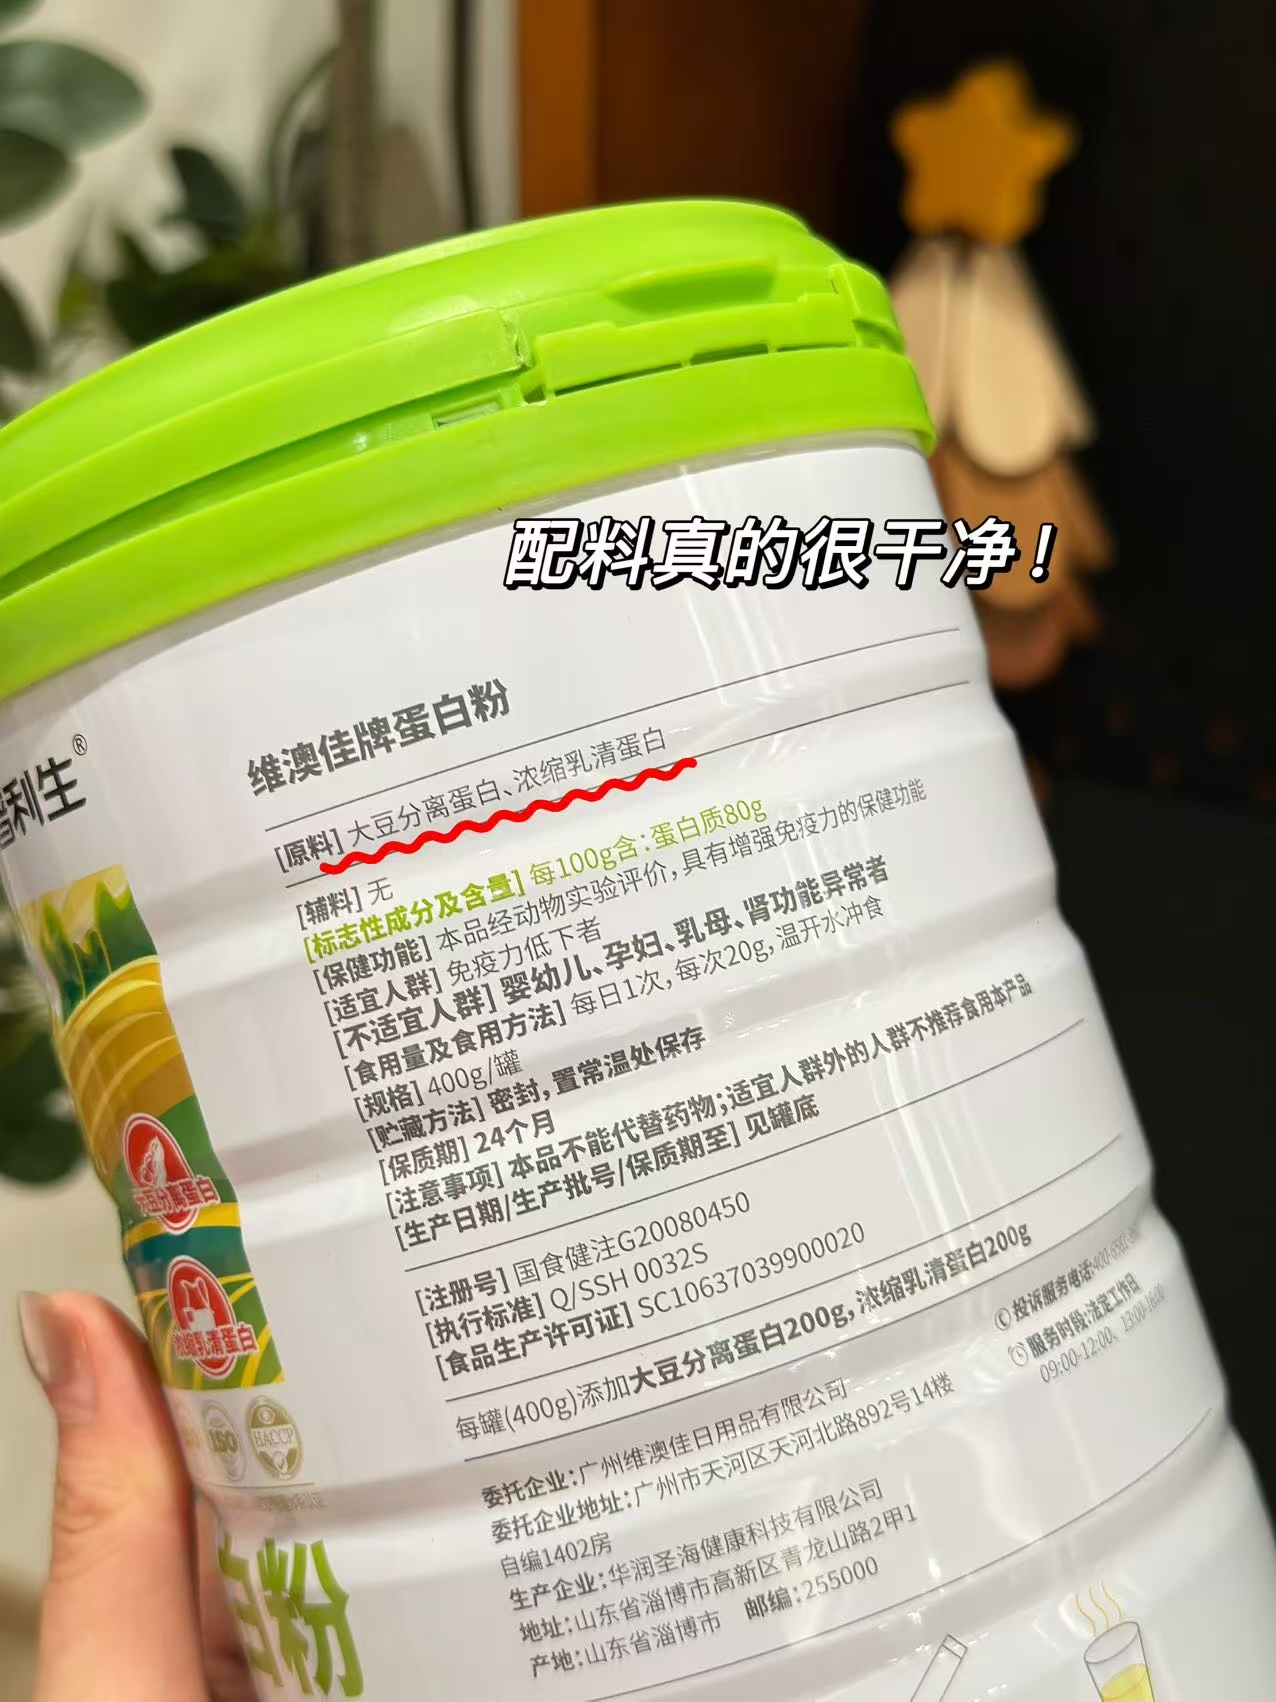 配料真的很干净！
利生®
维澳佳牌蛋白粉
[原料] 大豆分离蛋白、浓缩乳清蛋白
[辅料] 无
[标志性成分及含量] 每100g含：蛋白质80g
[保健功能] 本品经动物实验评价，具有增强免疫力的保健功能
[适宜人群] 免疫力低下者
[不适宜人群] 婴幼儿、孕妇、乳母、肾功能异常者
[食用量及食用方法] 每日1次，每次20g，温开水冲食
[规格] 400g/罐
[贮藏方法] 密封，置常温处保存
[保质期] 24个月
[注意事项] 本品不能代替药物；适宜人群外的人群不推荐食用本产品
[生产日期/生产批号/保质期至] 见罐底
[注册号] 国食健注G20080450
[执行标准] Q/SSH 0032S
[食品生产许可证] SC10637039900020
每罐(400g)添加大豆分离蛋白200g，浓缩乳清蛋白200g
委托企业：广州维澳佳日用品有限公司
委托企业地址：广州市天河区天河北路892号14楼
自编1402房
生产企业：华润圣海健康科技有限公司
地址：山东省淄博市高新区青龙山路2甲1
产地：山东省淄博市 邮编：255000
投诉服务电话：
服务时段：法定工作日
09:00-12:00、13:00-16:00
大豆分离蛋白
浓缩乳清蛋白
ISO
HACCP
白粉